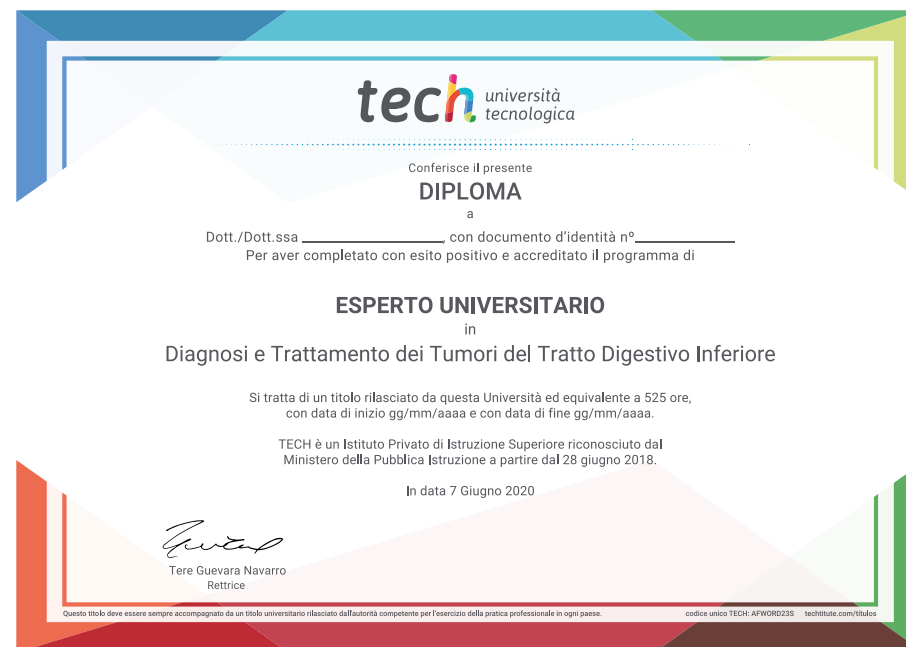 tech università
tecnologica
Conferisce il presente
DIPLOMA
a
Dott./Dott.ssa ____________________, con documento d'identità nº______________
Per aver completato con esito positivo e accreditato il programma di
ESPERTO UNIVERSITARIO
in
Diagnosi e Trattamento dei Tumori del Tratto Digestivo Inferiore
Si tratta di un titolo rilasciato da questa Università ed equivalente a 525 ore,
con data di inizio gg/mm/aaaa e con data di fine gg/mm/aaaa.
TECH è un Istituto Privato di Istruzione Superiore riconosciuto dal
Ministero della Pubblica Istruzione a partire dal 28 giugno 2018.
In data 7 Giugno 2020
Tere Guevara Navarro
Rettrice
Questo titolo deve essere sempre accompagnato da un titolo universitario rilasciato dall'autorità competente per l'esercizio della pratica professionale in ogni paese. codice unico TECH: AFWORD23S techtitute.com/titulos